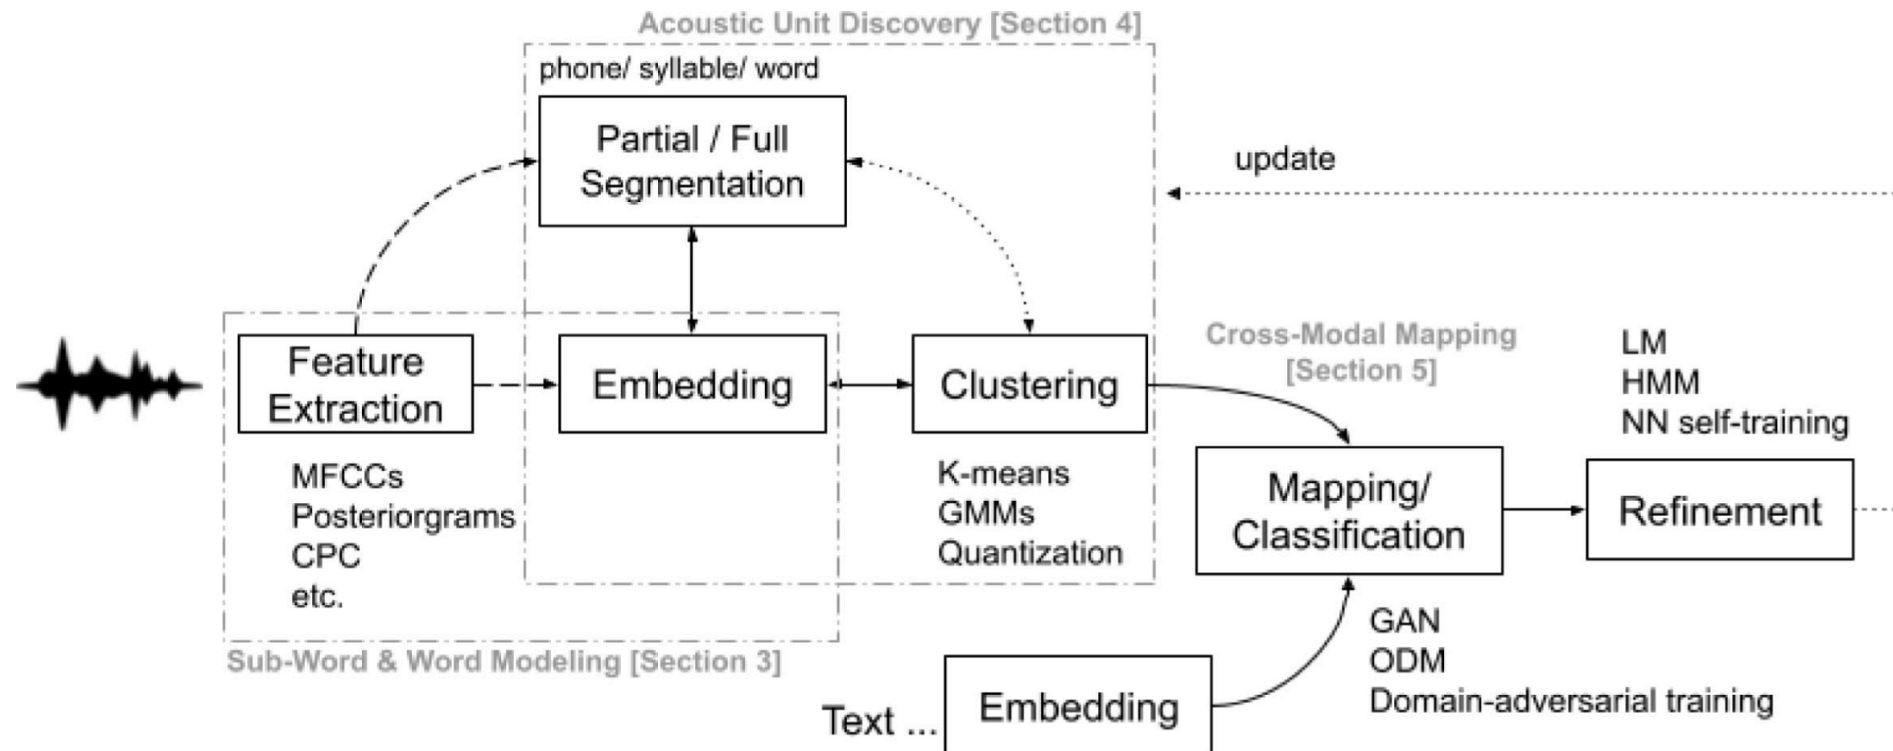 Acoustic Unit Discovery [Section 4]
phone/ syllable/ word
Partial / Full
Segmentation
update
Feature
Extraction
Embedding
Clustering
Cross-Modal Mapping
[Section 5]
LM
HMM
NN self-training
MFCCs
Posteriorgrams
CPC
etc.
K-means
GMMs
Quantization
Mapping/
Classification
Refinement
Sub-Word & Word Modeling [Section 3]
GAN
ODM
Domain-adversarial training
Text ...
Embedding